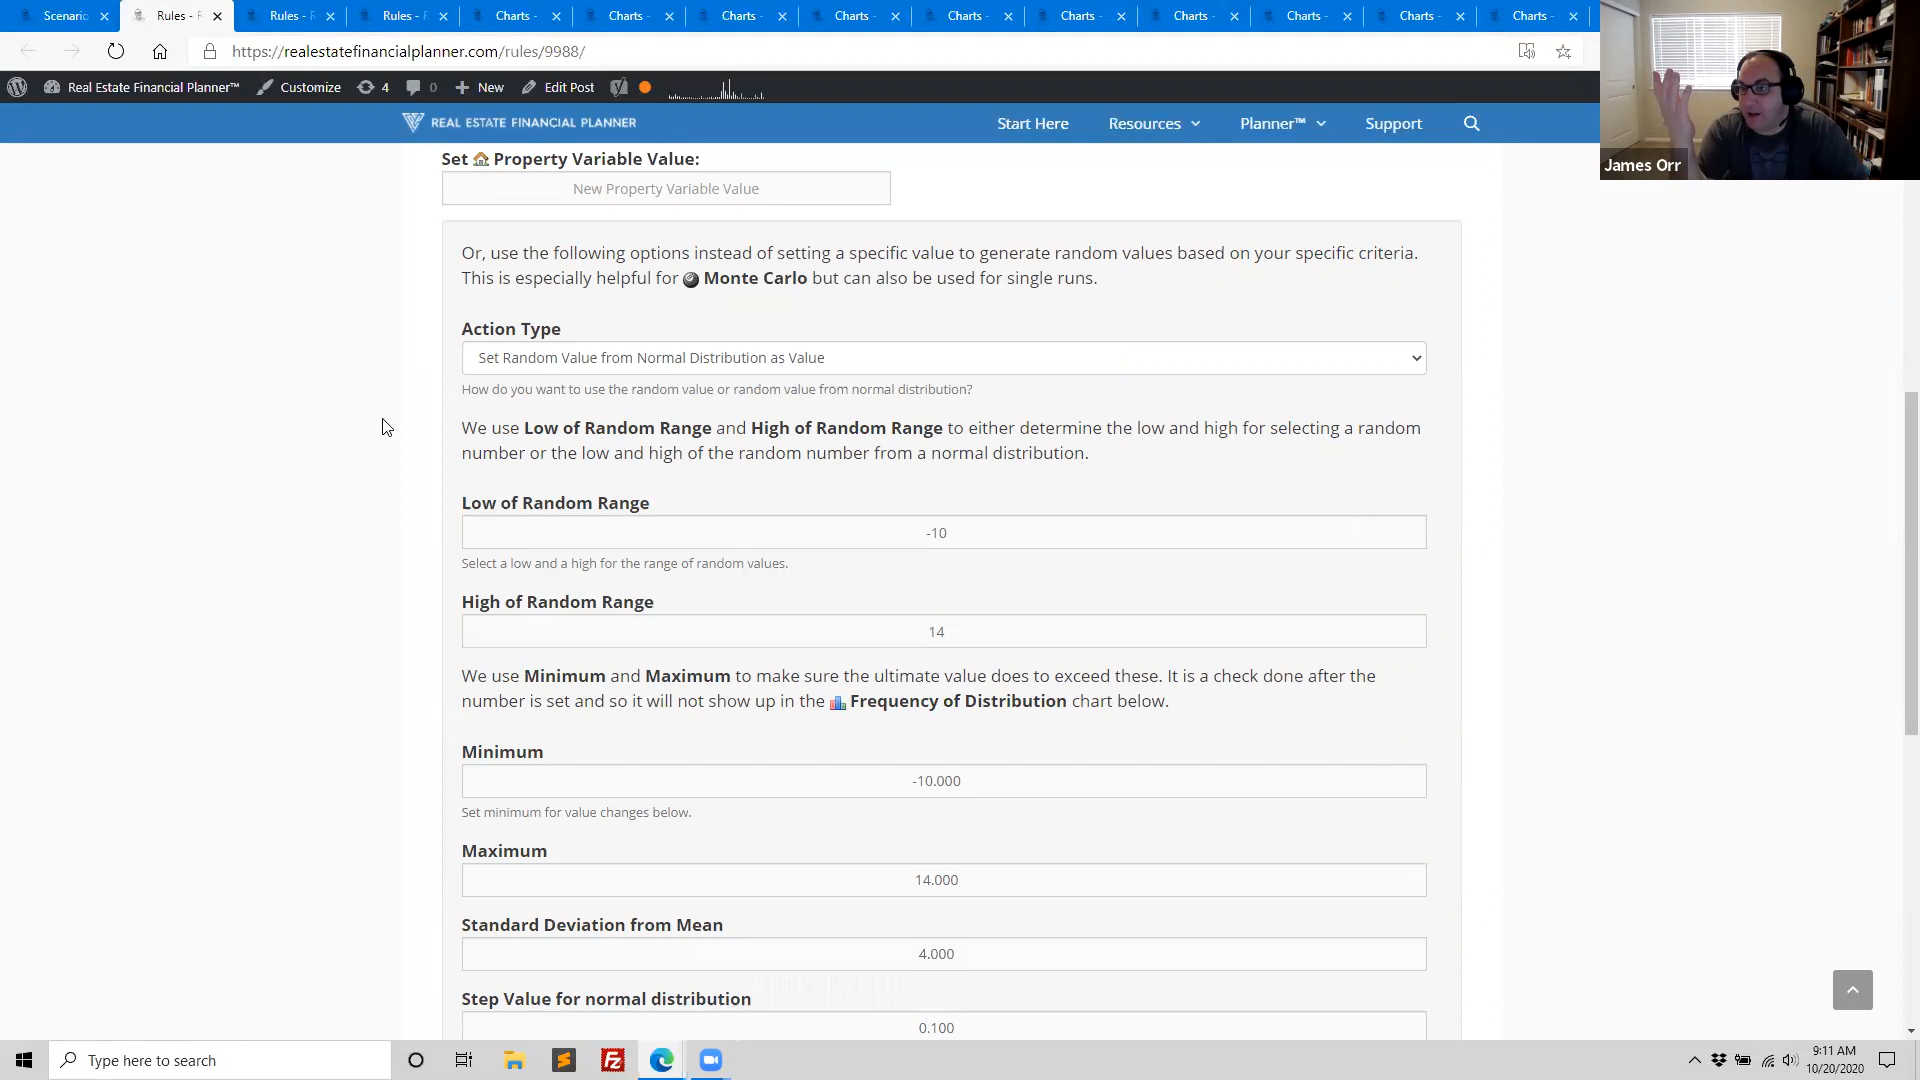 Scenario
Rules -
Rules -
Rules -
Charts -
Charts -
Charts -
Charts -
Charts -
Charts -
Charts -
Charts -
Charts -
Charts -
https://realestatefinancialplanner.com/rules/9988/
Real Estate Financial Planner™ Customize 4 0 New Edit Post
REAL ESTATE FINANCIAL PLANNER Start Here Resources Planner™ Support
James Orr
Set Property Variable Value:
New Property Variable Value
Or, use the following options instead of setting a specific value to generate random values based on your specific criteria.
This is especially helpful for Monte Carlo but can also be used for single runs.
Action Type
Set Random Value from Normal Distribution as Value
How do you want to use the random value or random value from normal distribution?
We use Low of Random Range and High of Random Range to either determine the low and high for selecting a random
number or the low and high of the random number from a normal distribution.
Low of Random Range
-10
Select a low and a high for the range of random values.
High of Random Range
14
We use Minimum and Maximum to make sure the ultimate value does to exceed these. It is a check done after the
number is set and so it will not show up in the Frequency of Distribution chart below.
Minimum
-10.000
Set minimum for value changes below.
Maximum
14.000
Standard Deviation from Mean
4.000
Step Value for normal distribution
0.100
Type here to search
9:11 AM
10/20/2020